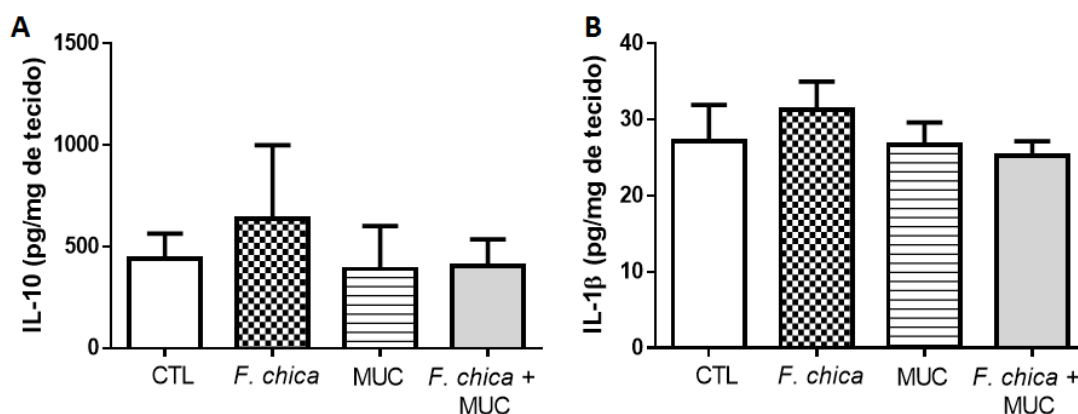 A
IL-10 (pg/mg de tecido)
1500
1000
500
0
CTL
F. chica
MUC
F. chica +
MUC
B
IL-1β (pg/mg de tecido)
40
30
20
10
0
CTL
F. chica
MUC
F. chica +
MUC